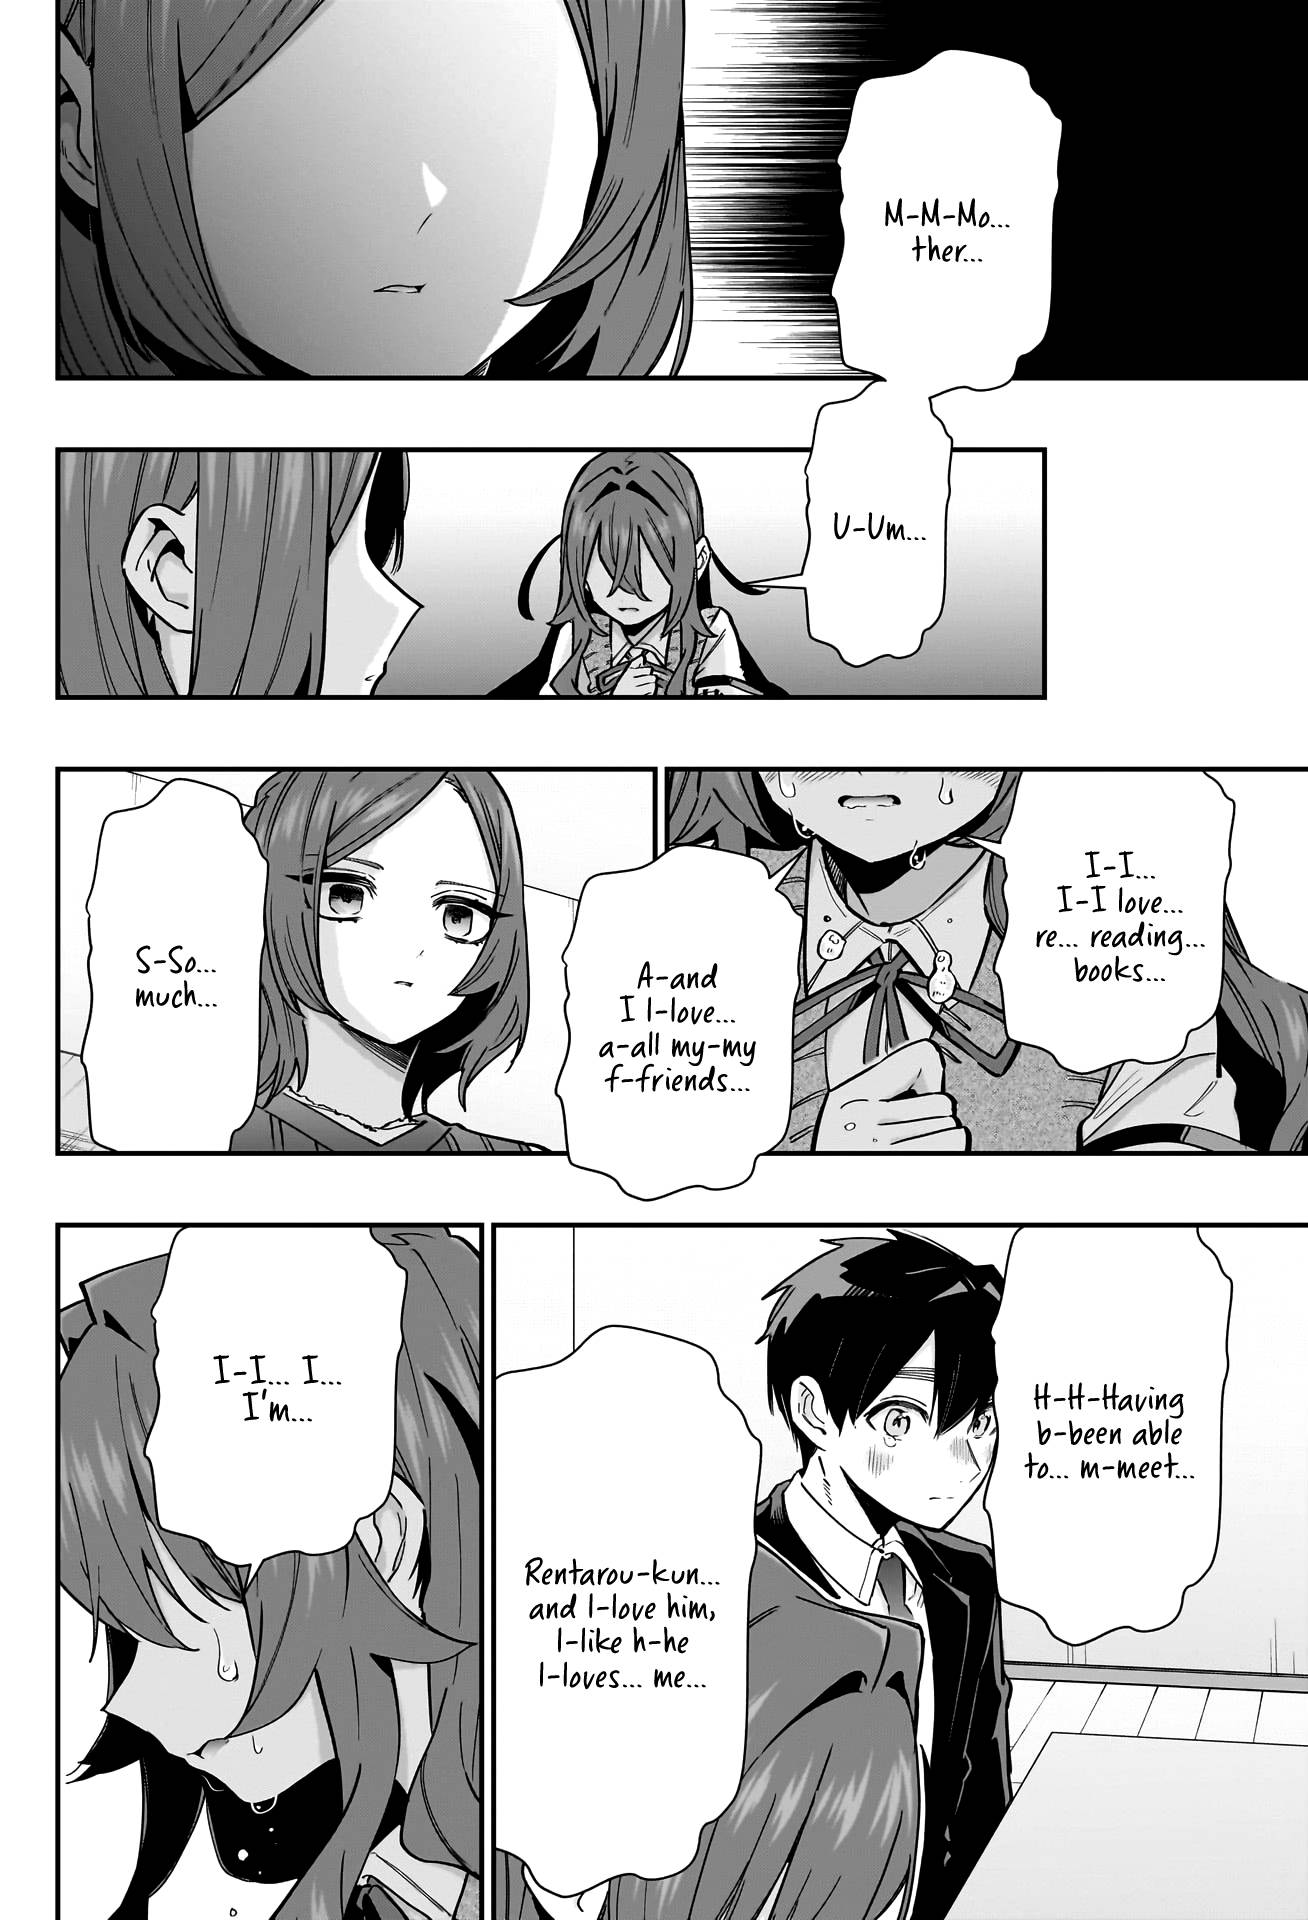 M-M-Mo...
ther...
U-Um...
I-I...
I-I love...
re... reading...
books...
A-and
I l-love...
a-all my-my
f-friends...
S-So...
much...
H-H-Having
b-been able
to... m-meet...
Rentarou-kun...
and l-love him,
l-like h-he
l-loves... me...
I-I... I...
I'm...